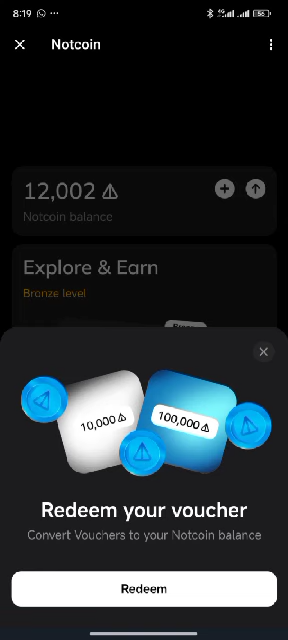 8:19
Notcoin
12,002
Notcoin balance
Explore & Earn
Bronze level
10,000
100,000
Redeem your voucher
Convert Vouchers to your Notcoin balance
Redeem